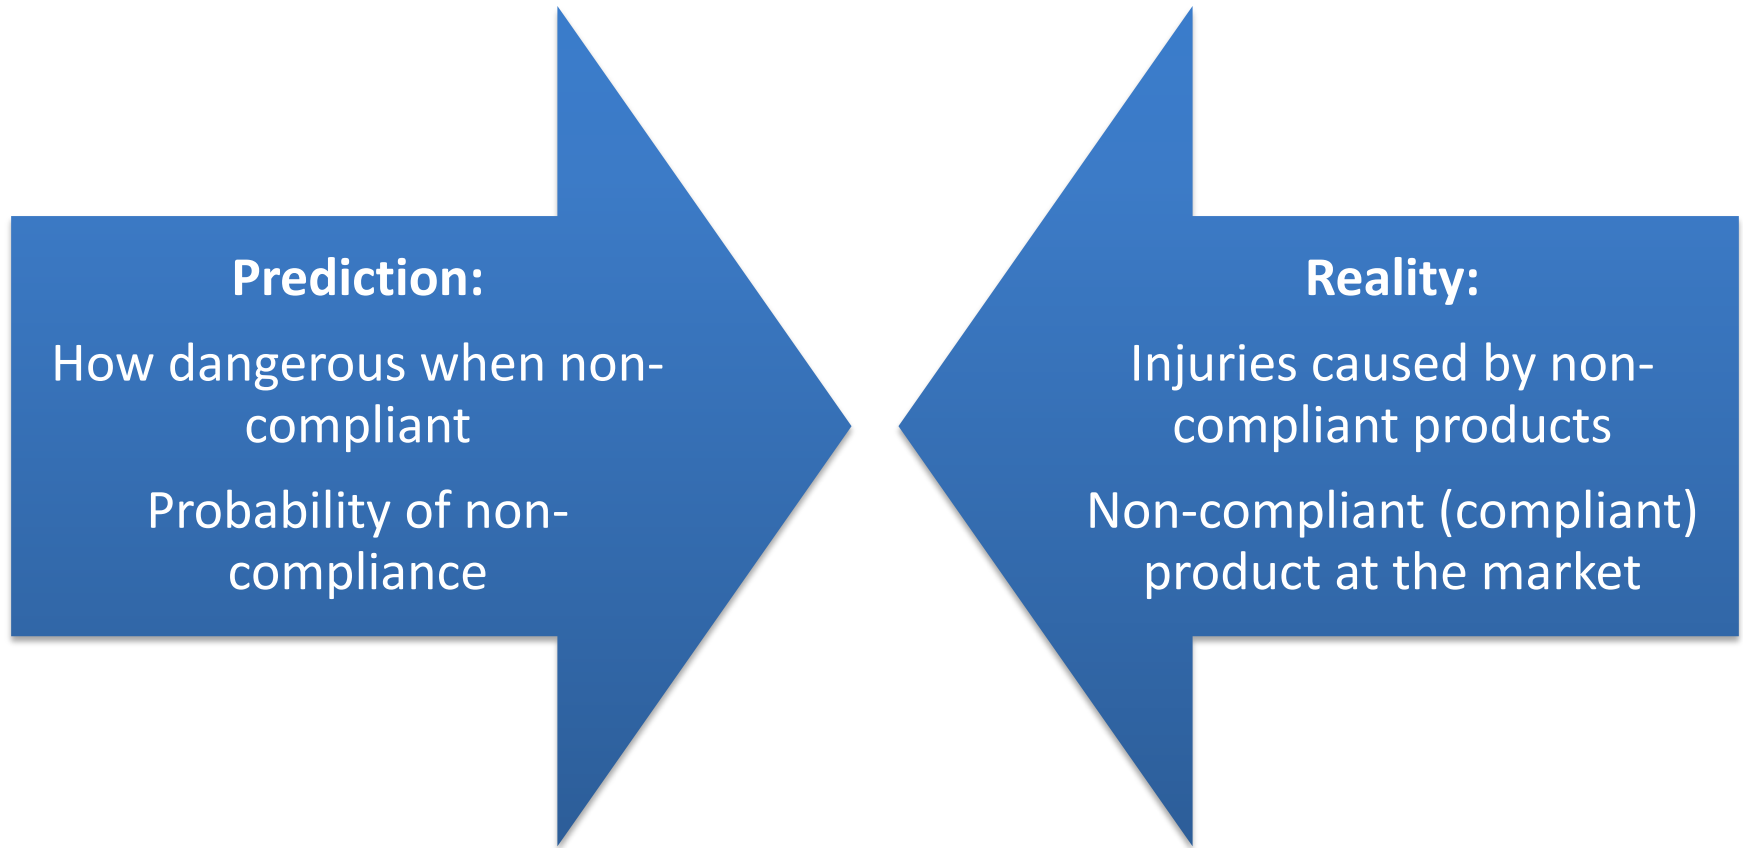 Prediction:
How dangerous when non-
compliant
Probability of non-
compliance
Reality:
Injuries caused by non-
compliant products
Non-compliant (compliant)
product at the market